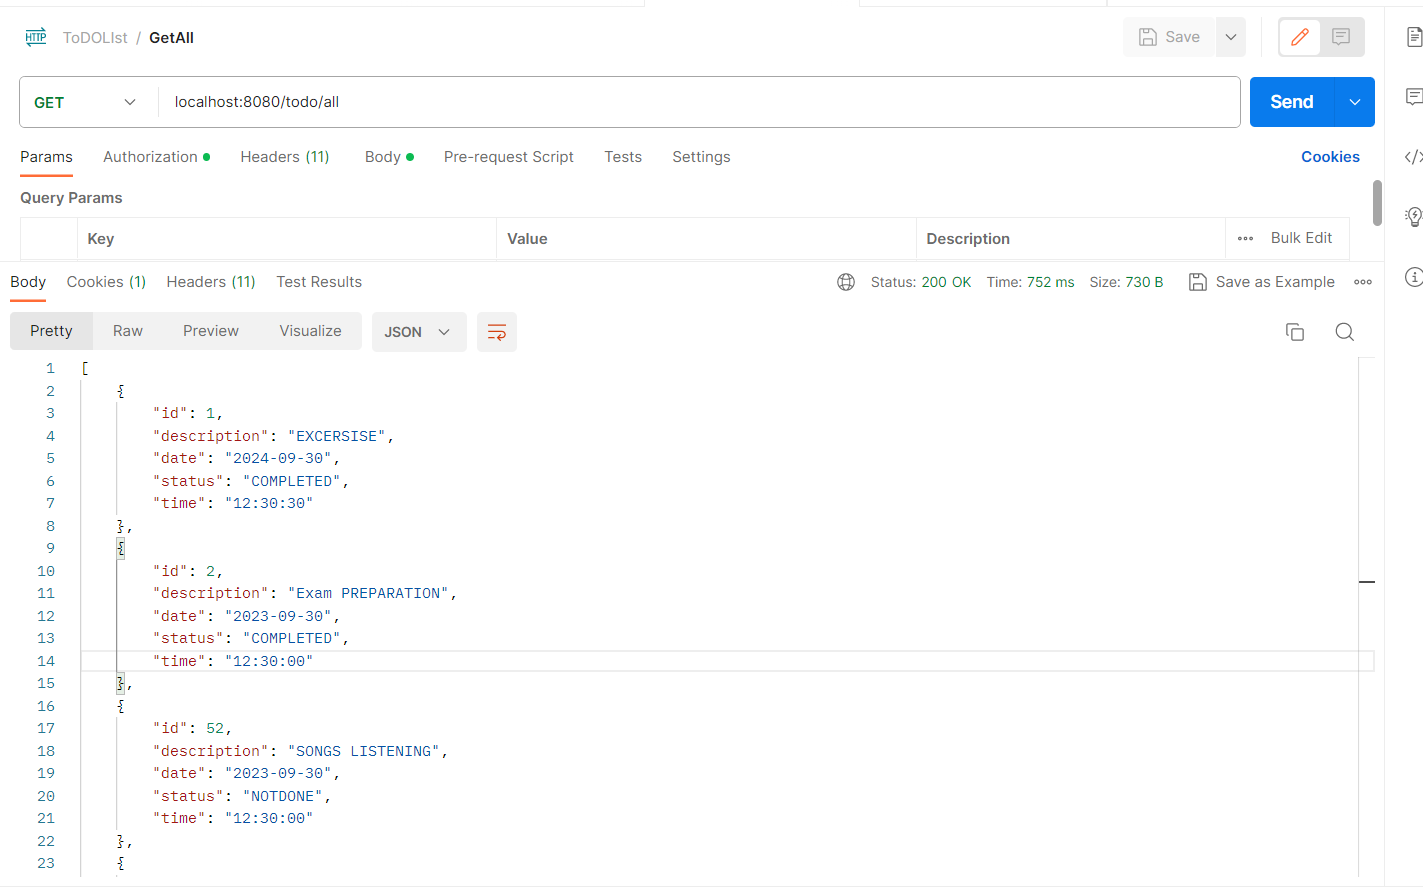 HTTP ToDOLIst / GetAll Save
GET localhost:8080/todo/all Send
Params Authorization Headers (11) Body Pre-request Script Tests Settings Cookies
Query Params
Key Value Description Bulk Edit
Body Cookies (1) Headers (11) Test Results Status: 200 OK Time: 752 ms Size: 730 B Save as Example
Pretty Raw Preview Visualize JSON
1 [
2 {
3 "id": 1,
4 "description": "EXCERSISE",
5 "date": "2024-09-30",
6 "status": "COMPLETED",
7 "time": "12:30:30"
8 },
9 {
10 "id": 2,
11 "description": "Exam PREPARATION",
12 "date": "2023-09-30",
13 "status": "COMPLETED",
14 "time": "12:30:00"
15 },
16 {
17 "id": 52,
18 "description": "SONGS LISTENING",
19 "date": "2023-09-30",
20 "status": "NOTDONE",
21 "time": "12:30:00"
22 },
23 {